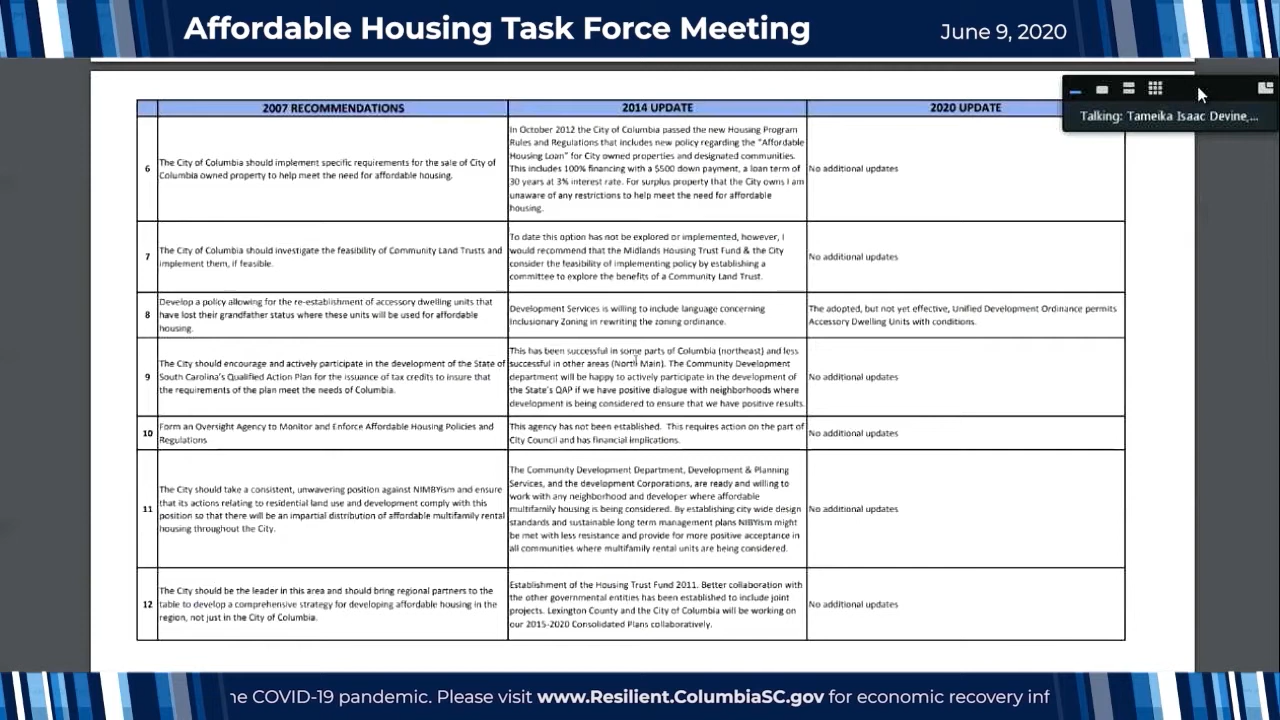 Affordable Housing Task Force Meeting
June 9, 2020
Talking: Tameika Isaac Devine,...
2007 RECOMMENDATIONS
2014 UPDATE
2020 UPDATE
6
The City of Columbia should implement specific requirements for the sale of City of
Columbia owned property to help meet the need for affordable housing.
In October 2012 the City of Columbia passed the new Housing Program
Rules and Regulations that includes new policy regarding the "Affordable
Housing Loan" for City owned properties and designated communities.
This includes 100% financing with a $500 down payment, a loan term of
30 years at 3% interest rate. For surplus property that the City owns I am
unaware of any restrictions to help meet the need for affordable
housing.
No additional updates
7
The City of Columbia should investigate the feasibility of Community Land Trusts and
implement them, if feasible.
To date this option has not be explored or implemented, however, I
would recommend that the Midlands Housing Trust Fund & the City
consider the feasibility of implementing policy by establishing a
committee to explore the benefits of a Community Land Trust.
No additional updates
8
Develop a policy allowing for the re-establishment of accessory dwelling units that
have lost their grandfather status where these units will be used for affordable
housing.
Development Services is willing to include language concerning
Inclusionary Zoning in rewriting the zoning ordinance.
The adopted, but not yet effective, Unified Development Ordinance permits
Accessory Dwelling Units with conditions.
9
The City should encourage and actively participate in the development of the State of
South Carolina's Qualified Action Plan for the issuance of tax credits to insure that
the requirements of the plan meet the needs of Columbia.
This has been successful in some parts of Columbia (northeast) and less
successful in other areas (North Main). The Community Development
department will be happy to actively participate in the development of
the State's QAP if we have positive dialogue with neighborhoods where
development is being considered to ensure that we have positive results.
No additional updates
10
Form an Oversight Agency to Monitor and Enforce Affordable Housing Policies and
Regulations
This agency has not been established. This requires action on the part of
City Council and has financial implications.
No additional updates
11
The City should take a consistent, unwavering position against NIMBYism and ensure
that its actions relating to residential land use and development comply with this
position so that there will be an impartial distribution of affordable multifamily rental
housing throughout the City.
The Community Development Department, Development & Planning
Services, and the development Corporations, are ready and willing to
work with any neighborhood and developer where affordable
multifamily housing is being considered. By establishing city wide design
standards and sustainable long term management plans NIBYism might
be met with less resistance and provide for more positive acceptance in
all communities where multifamily rental units are being considered.
No additional updates
12
The City should be the leader in this area and should bring regional partners to the
table to develop a comprehensive strategy for developing affordable housing in the
region, not just in the City of Columbia.
Establishment of the Housing Trust Fund 2011. Better collaboration with
the other governmental entities has been established to include joint
projects. Lexington County and the City of Columbia will be working on
our 2015-2020 Consolidated Plans collaboratively.
No additional updates
ne COVID-19 pandemic. Please visit www.Resilient.ColumbiaSC.gov for economic recovery inf